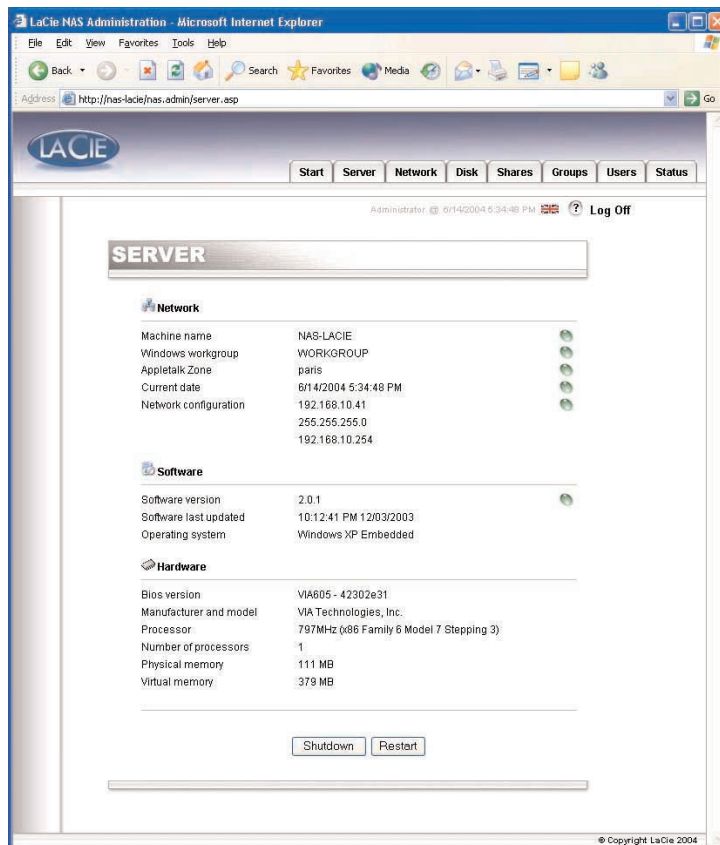 LaCie NAS Administration - Microsoft Internet Explorer
File Edit View Favorites Tools Help
Back Search Favorites Media
Address http://nas-lacie/nas.admin/server.asp Go
LACIE
Start Server Network Disk Shares Groups Users Status
Administrator @ 6/14/2004 5:34:48 PM ? Log Off
SERVER
Network
Machine name NAS-LACIE
Windows workgroup WORKGROUP
Appletalk Zone paris
Current date 6/14/2004 5:34:48 PM
Network configuration 192.168.10.41
255.255.255.0
192.168.10.254
Software
Software version 2.0.1
Software last updated 10:12:41 PM 12/03/2003
Operating system Windows XP Embedded
Hardware
Bios version VIA605 - 42302e31
Manufacturer and model VIA Technologies, Inc.
Processor 797MHz (x86 Family 6 Model 7 Stepping 3)
Number of processors 1
Physical memory 111 MB
Virtual memory 379 MB
Shutdown Restart
© Copyright LaCie 2004